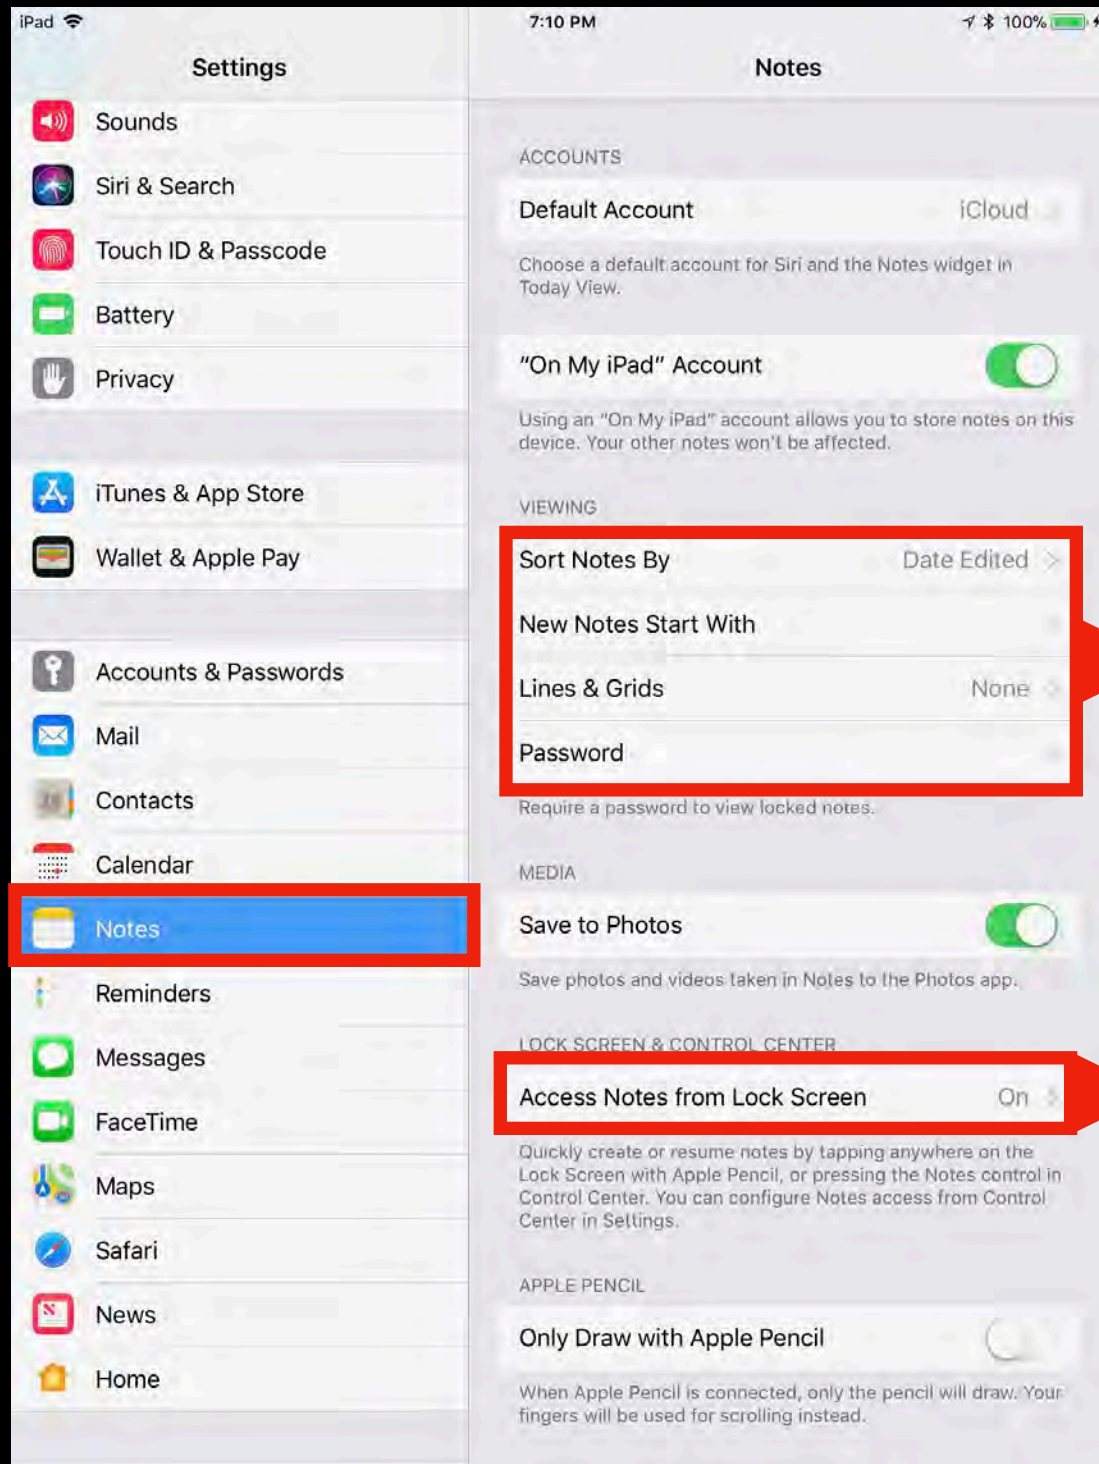 iPad 7:10 PM 100%
Settings
Sounds
Siri & Search
Touch ID & Passcode
Battery
Privacy
iTunes & App Store
Wallet & Apple Pay
Accounts & Passwords
Mail
Contacts
Calendar
Notes
Reminders
Messages
FaceTime
Maps
Safari
News
Home
Notes
ACCOUNTS
Default Account iCloud
Choose a default account for Siri and the Notes widget in
Today View.
"On My iPad" Account
Using an "On My iPad" account allows you to store notes on this
device. Your other notes won't be affected.
VIEWING
Sort Notes By Date Edited
New Notes Start With
Lines & Grids None
Password
Require a password to view locked notes.
MEDIA
Save to Photos
Save photos and videos taken in Notes to the Photos app.
LOCK SCREEN & CONTROL CENTER
Access Notes from Lock Screen On
Quickly create or resume notes by tapping anywhere on the
Lock Screen with Apple Pencil, or pressing the Notes control in
Control Center. You can configure Notes access from Control
Center in Settings.
APPLE PENCIL
Only Draw with Apple Pencil
When Apple Pencil is connected, only the pencil will draw. Your
fingers will be used for scrolling instead.